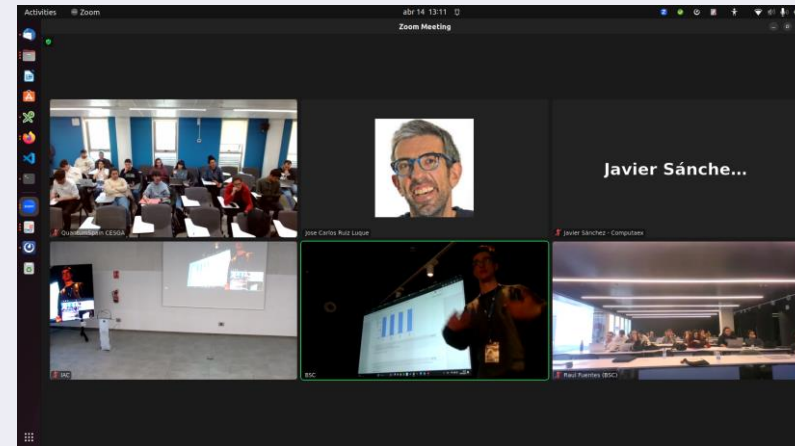 Activities Zoom abr 14 13:11
Zoom Meeting
QuantumSpain CESGA
Jose Carlos Ruiz Luque
Javier Sánche...
Javier Sánchez - Computaex
IAC
BSC
Raul Fuentes (BSC)